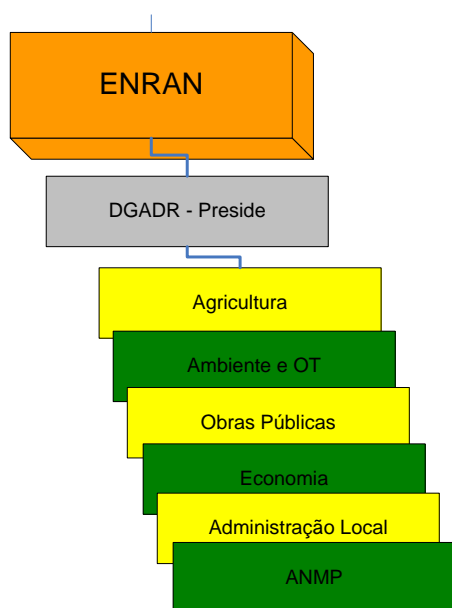 ENRAN
DGADR - Preside
Agricultura
Ambiente e OT
Obras Públicas
Economia
Administração Local
ANMP